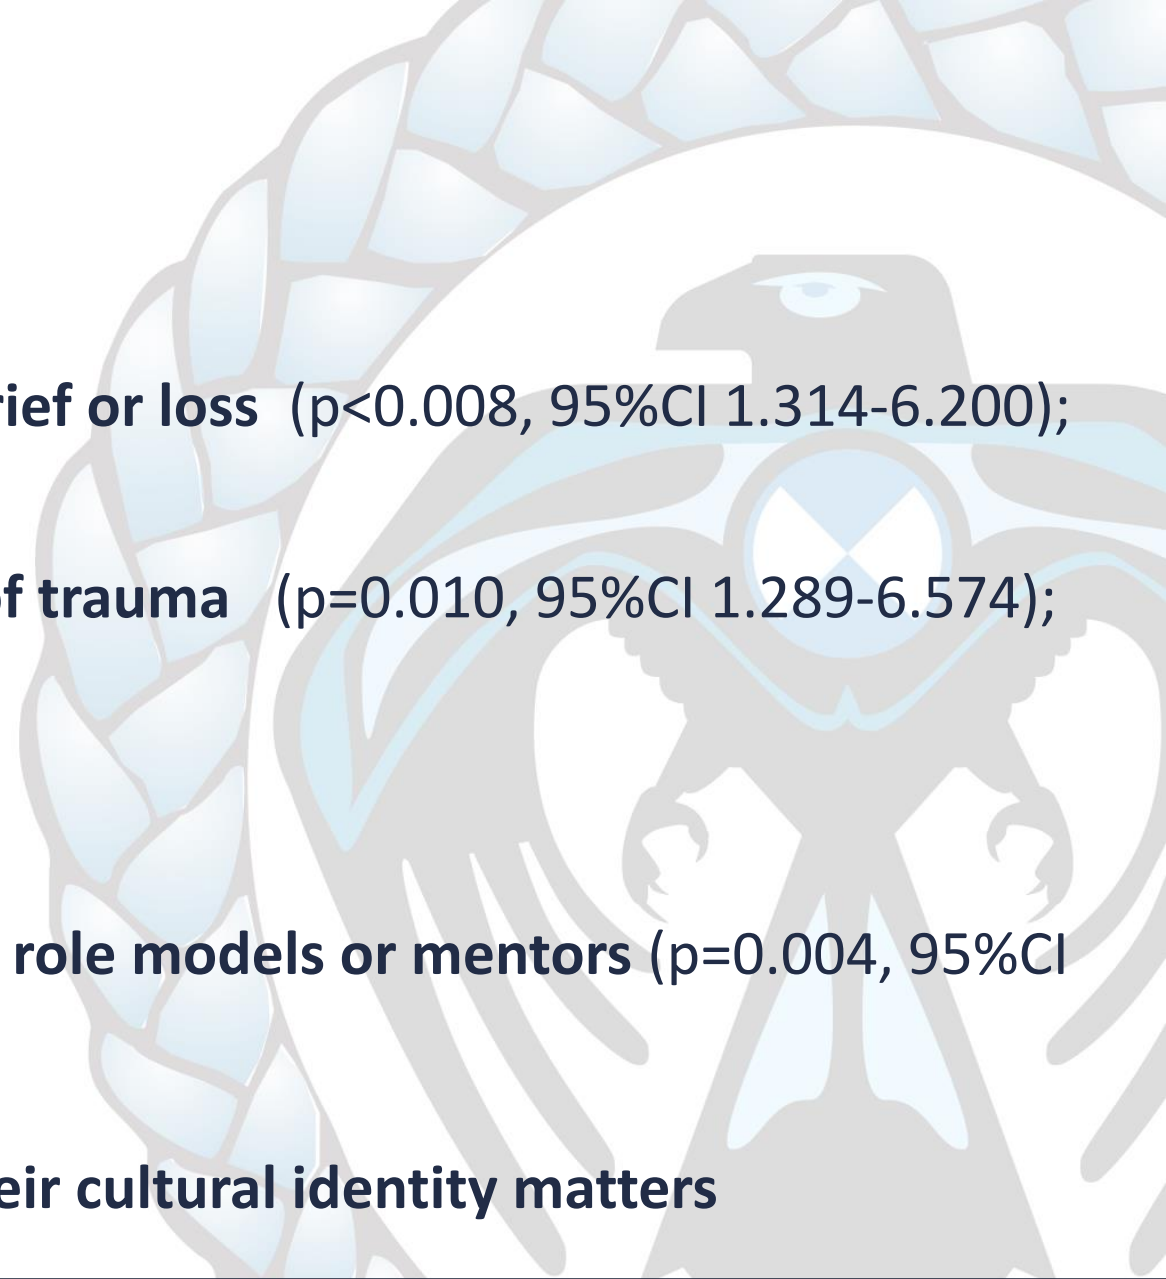 rief or loss (p<0.008, 95%CI 1.314-6.200);
of trauma (p=0.010, 95%CI 1.289-6.574);
role models or mentors (p=0.004, 95%CI
eir cultural identity matters